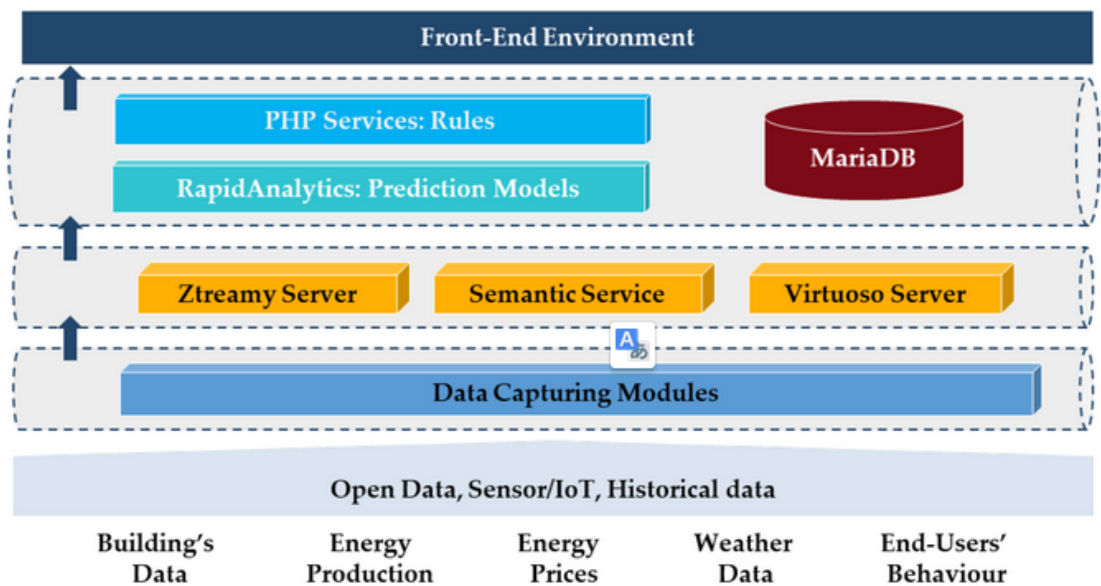 Front-End Environment
PHP Services: Rules
MariaDB
RapidAnalytics: Prediction Models
Ztreamy Server
Semantic Service
Virtuoso Server
A あ
Data Capturing Modules
Open Data, Sensor/IoT, Historical data
Building's
Data
Energy
Production
Energy
Prices
Weather
Data
End-Users'
Behaviour